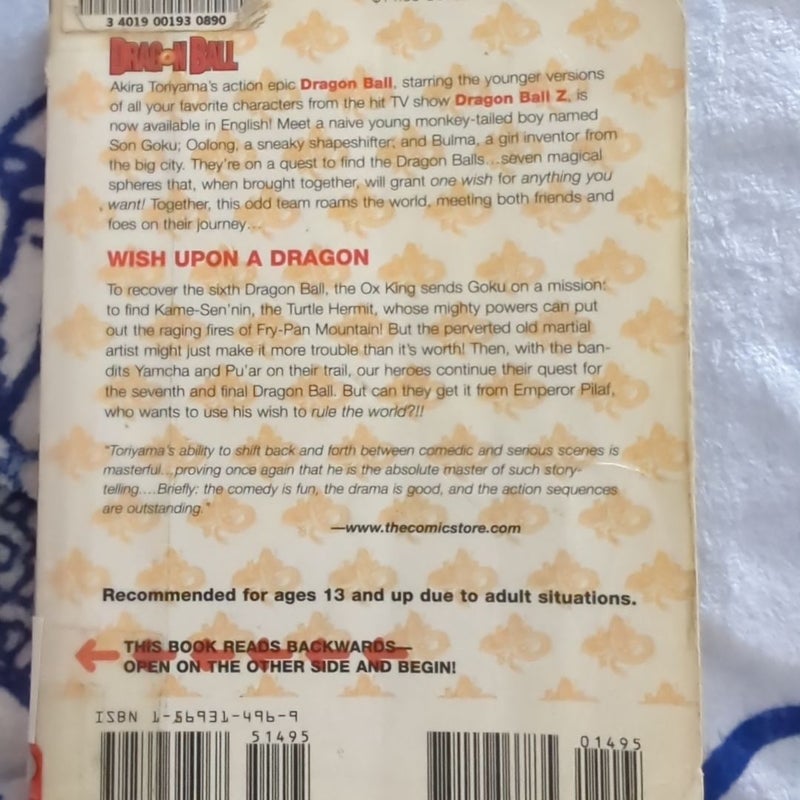 3 4019 00193 0890
DRAGON BALL
Akira Toriyama's action epic Dragon Ball, starring the younger versions
of all your favorite characters from the hit TV show Dragon Ball Z, is
now available in English! Meet a naive young monkey-tailed boy named
Son Goku; Oolong, a sneaky shapeshifter; and Bulma, a girl inventor from
the big city. They're on a quest to find the Dragon Balls...seven magical
spheres that, when brought together, will grant one wish for anything you
want! Together, this odd team roams the world, meeting both friends and
foes on their journey...
WISH UPON A DRAGON
To recover the sixth Dragon Ball, the Ox King sends Goku on a mission:
to find Kame-Sen'nin, the Turtle Hermit, whose mighty powers can put
out the raging fires of Fry-Pan Mountain! But the perverted old martial
artist might just make it more trouble than it's worth! Then, with the ban-
dits Yamcha and Pu'ar on their trail, our heroes continue their quest for
the seventh and final Dragon Ball. But can they get it from Emperor Pilaf,
who wants to use his wish to rule the world?!!
"Toriyama's ability to shift back and forth between comedic and serious scenes is
masterful...proving once again that he is the absolute master of such story-
telling....Briefly: the comedy is fun, the drama is good, and the action sequences
are outstanding."
—www.thecomicstore.com
Recommended for ages 13 and up due to adult situations.
THIS BOOK READS BACKWARDS—
OPEN ON THE OTHER SIDE AND BEGIN!
ISBN 1-56931-496-9
51495
01495